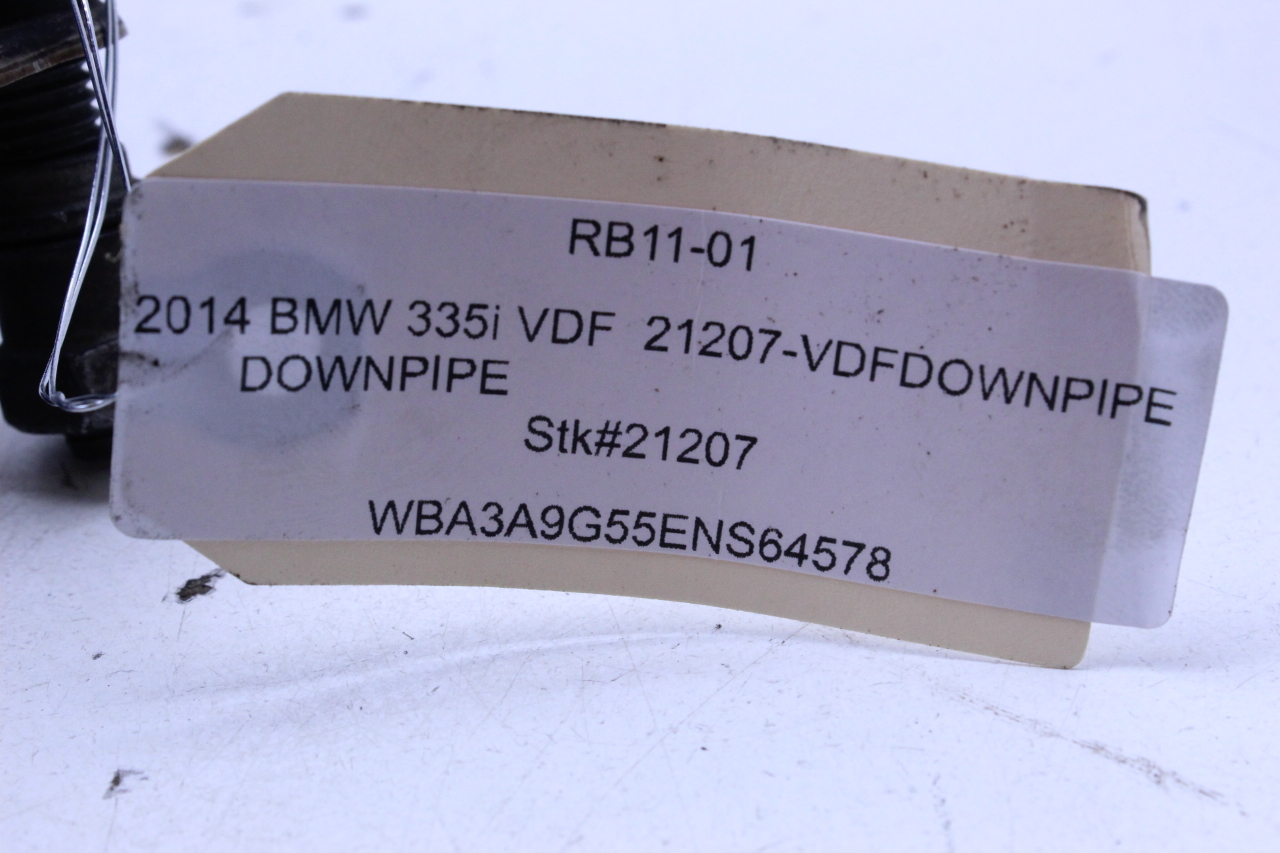 RB11-01
2014 BMW 335i VDF 21207-VDFDOWNPIPE
DOWNPIPE
Stk#21207
WBA3A9G55ENS64578